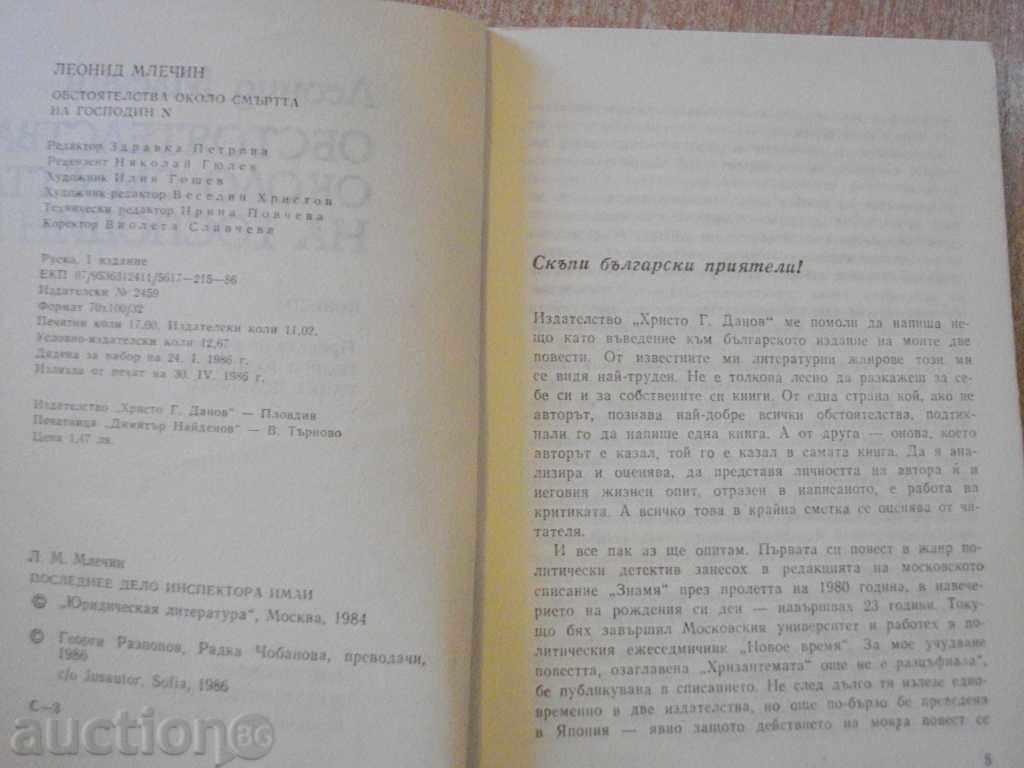 ЛЕОНИД МЛЕЧИН
ОБСТОЯТЕЛСТВА ОКОЛО СМЪРТТА
НА ГОСПОДИН N
Редактор Здравка Петрова
Рецензент Николай Гюлев
Художник Илия Гошев
Художник-редактор Веселин Христов
Технически редактор Ирина Йовчева
Коректор Виолета Славчева
Руска, I издание
ЕКП 07/9536312411/5617—215—86
Издателски № 2459
Формат 70х100/32
Печатни коли 17,00. Издателски коли 11,02.
Условно-издателски коли 12,67
Дадена за набор на 24. I. 1986 г.
Излязла от печат на 30. IV. 1986 г.
Издателство „Христо Г. Данов“ — Пловдив
Печатница „Димитър Найденов“ — В. Търново
Цена 1,47 лв.
Л. М. Млечин
ПОСЛЕДНЕЕ ДЕЛО ИНСПЕКТОРА ИМАИ
© „Юридическая литература“, Москва, 1984
© Георги Разпопов, Радка Чобанова, преводачи,
1986
c/o Jusautor, Sofia, 1986
С—3
Скъпи български приятели!
Издателство „Христо Г. Данов“ ме помоли да напиша не-
що като въведение към българското издание на моите две
повести. От известните ми литературни жанрове този ми
се видя най-труден. Не е толкова лесно да разкажеш за се-
бе си и за собствените си книги. От една страна кой, ако не
авторът, познава най-добре всички обстоятелства, подтик-
нали го да напише една книга. А от друга — онова, което
авторът е казал, той го е казал в самата книга. Да я ана-
лизира и оценява, да представя личността на автора ѝ и
неговия жизнен опит, отразен в написаното, е работа на
критиката. А всичко това в крайна сметка се оценява от чи-
тателя.
И все пак аз ще опитам. Първата си повест в жанр по-
литически детектив занесох в редакцията на московското
списание „Знамя“ през пролетта на 1980 година, в навече-
рието на рождения си ден — навършвах 23 години. Току-
що бях завършил Московския университет и работех в по-
литическия ежеседмичник „Новое время“. За мое учудване
повестта, озаглавена „Хризантемата още не е разцъфнала“,
бе публикувана в списанието. Не след дълго тя излезе едно-
временно в две издателства, но още по-бързо бе преведена
в Япония — явно защото действието на моята повест се
5
auction BG